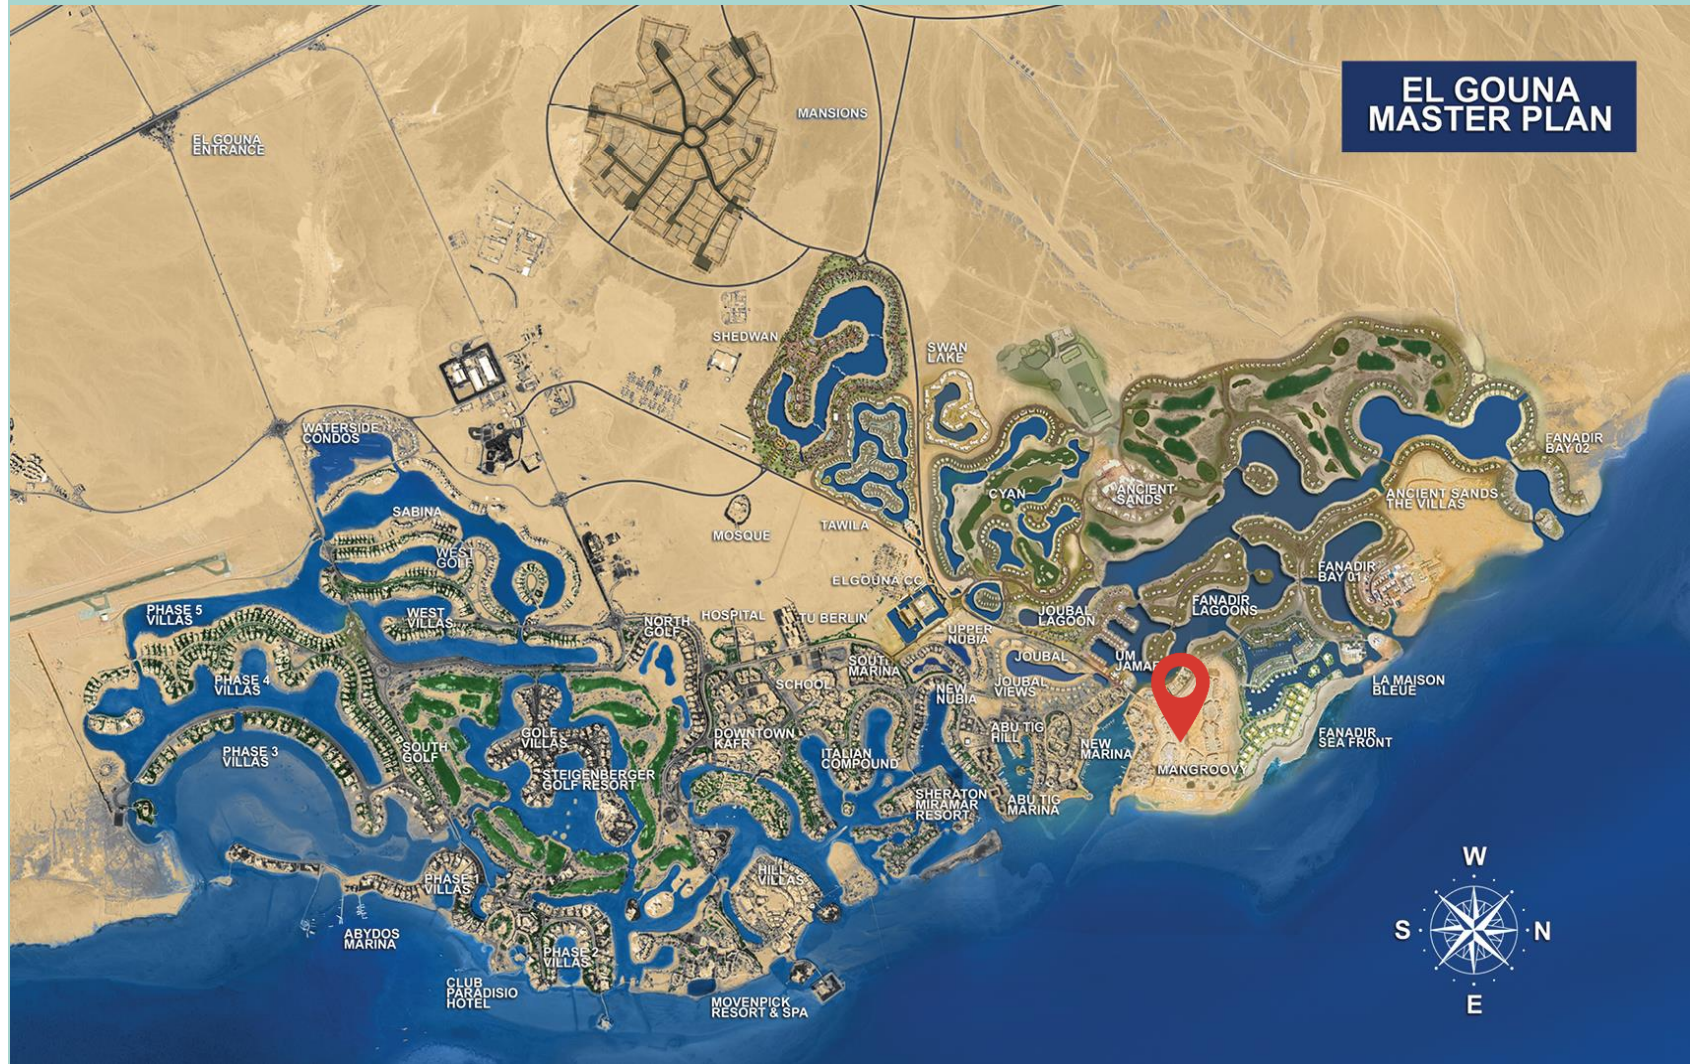 EL GOUNA
MASTER PLAN
MANSIONS
EL GOUNA
ENTRANCE
SHEDWAN
SWAN
LAKE
WATERSIDE
CONDOS
FANADIR
BAY 02
CYAN
ANCIENT
SANDS
ANCIENT SANDS
THE VILLAS
SABINA
TAWILA
MOSQUE
WEST
GOLF
FANADIR
BAY 01
ELGOUNA CC
FANADIR
LAGOONS
PHASE 5
VILLAS
WEST
VILLAS
HOSPITAL
TU BERLIN
JOUBAL
LAGOON
NORTH
GOLF
UPPER
NUBIA
JOUBAL
UM
JAMAR
SOUTH
MARINA
SCHOOL
PHASE 4
VILLAS
JOUBAL
VIEWS
NEW
NUBIA
LA MAISON
BLEUE
ABU TIG
HILL
DOWNTOWN
KAFR
GOLF
VILLAS
FANADIR
SEA FRONT
SOUTH
GOLF
PHASE 3
VILLAS
ITALIAN
COMPOUND
NEW
MARINA
MANGROOVY
STEIGENBERGER
GOLF RESORT
SHERATON
MIRAMAR
RESORT
ABU TIG
MARINA
HILL
VILLAS
PHASE 1
VILLAS
ABYDOS
MARINA
PHASE 2
VILLAS
CLUB
PARADISIO
HOTEL
MOVENPICK
RESORT & SPA
W
S
N
E